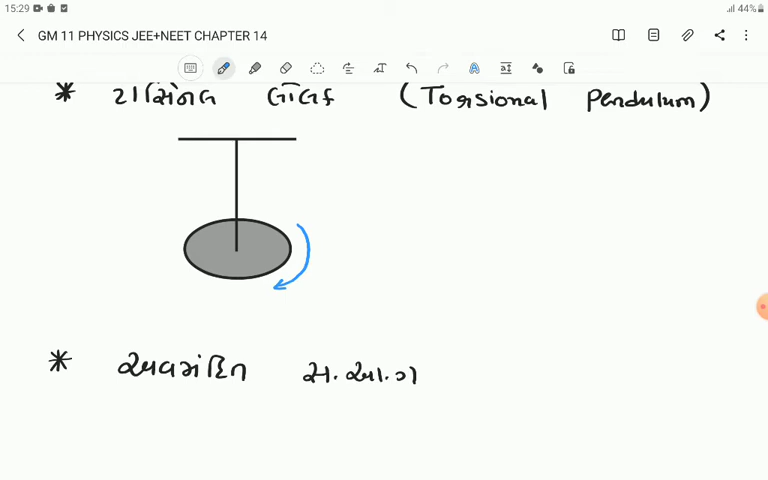 15:29 44%
GM 11 PHYSICS JEE+NEET CHAPTER 14
* લોલક (Torsional Pendulum)
* અવમંદિત સ.આ.ગ